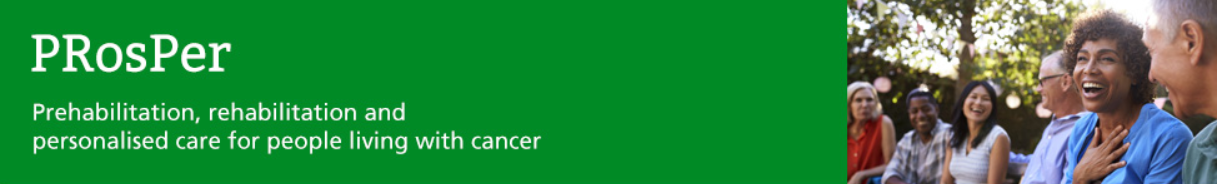 PRosPer
Prehabilitation, rehabilitation and
personalised care for people living with cancer